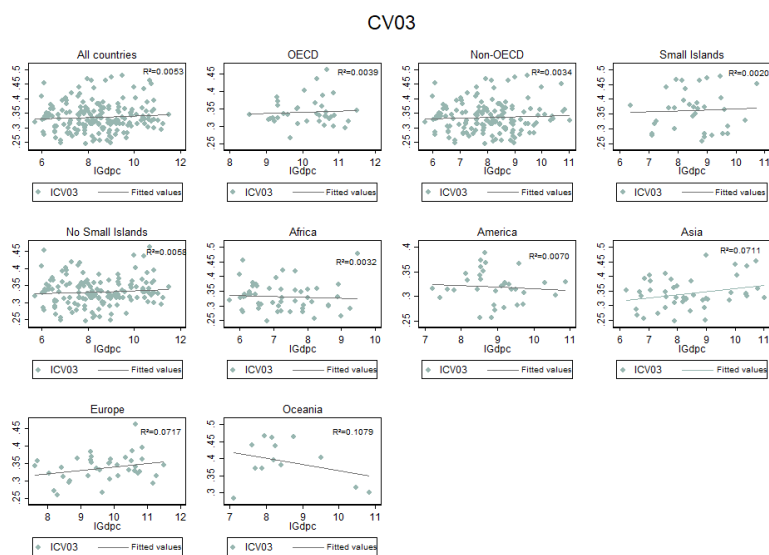 CV03
All countries
R²=0.0053
.25 .3 .35 .4 .45 .5
6 7 8 9 10 11 12
lGdpc
ICV03 Fitted values
OECD
R²=0.0039
.25 .3 .35 .4 .45
8 9 10 11 12
lGdpc
ICV03 Fitted values
Non-OECD
R²=0.0034
.25 .3 .35 .4 .45 .5
6 7 8 9 10 11
lGdpc
ICV03 Fitted values
Small Islands
R²=0.0020
.25 .3 .35 .4 .45 .5
6 7 8 9 10 11
lGdpc
ICV03 Fitted values
No Small Islands
R²=0.0058
.25 .3 .35 .4 .45
6 7 8 9 10 11 12
lGdpc
ICV03 Fitted values
Africa
R²=0.0032
.25 .3 .35 .4 .45 .5
6 7 8 9 10
lGdpc
ICV03 Fitted values
America
R²=0.0070
.25 .3 .35 .4
7 8 9 10 11
lGdpc
ICV03 Fitted values
Asia
R²=0.0711
.25 .3 .35 .4 .45 .5
6 7 8 9 10 11
lGdpc
ICV03 Fitted values
Europe
R²=0.0717
.25 .3 .35 .4 .45
8 9 10 11 12
lGdpc
ICV03 Fitted values
Oceania
R²=0.1079
.3 .35 .4 .45 .5
7 8 9 10 11
lGdpc
ICV03 Fitted values